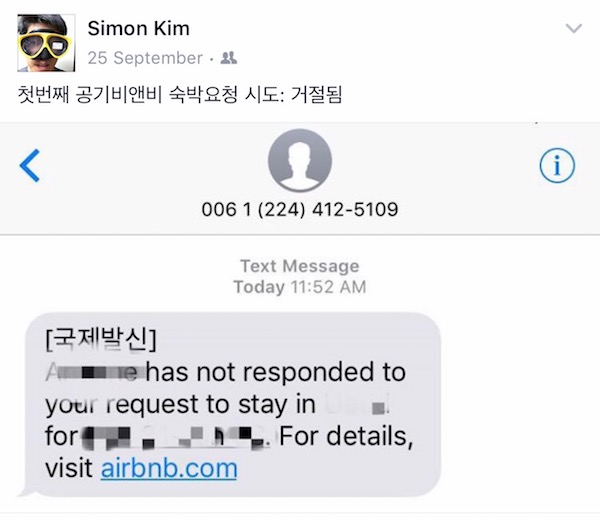 Simon Kim
25 September
첫번째 공기비앤비 숙박요청 시도: 거절됨
006 1 (224) 412-5109
Text Message
Today 11:52 AM
[국제발신]
has not responded to
your request to stay in
for For details,
visit airbnb.com